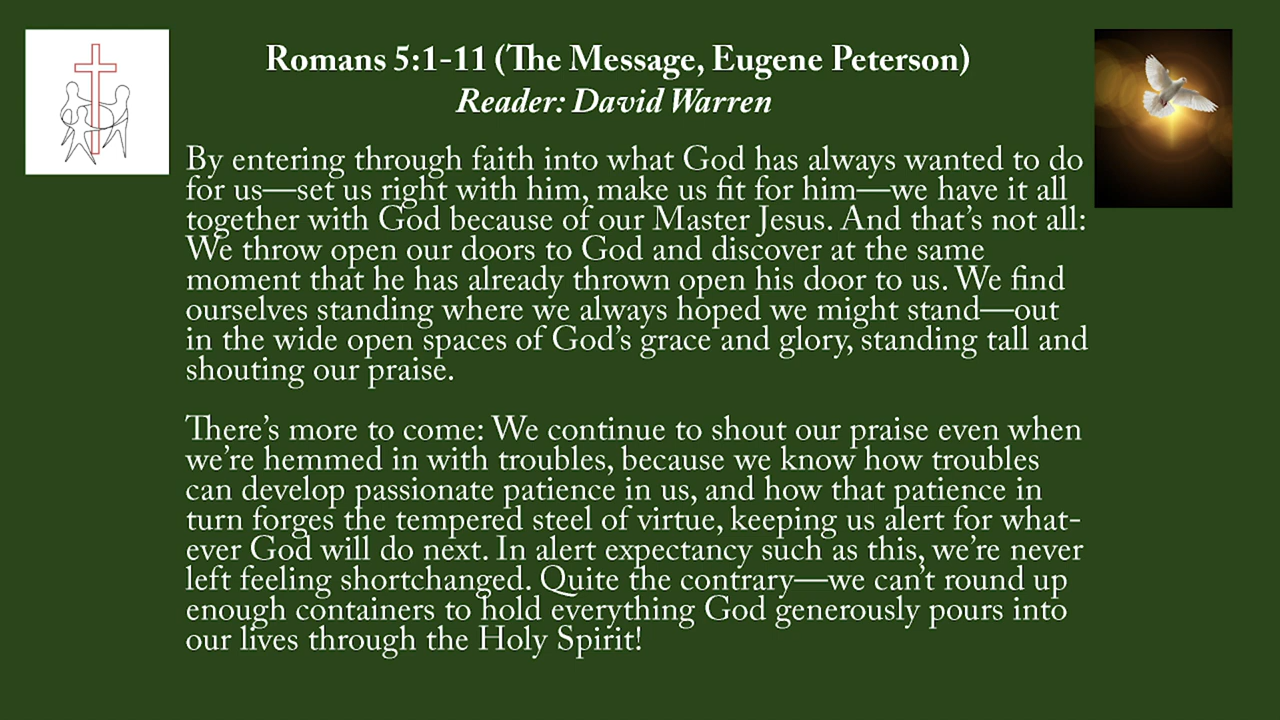 Romans 5:1-11 (The Message, Eugene Peterson)
Reader: David Warren
By entering through faith into what God has always wanted to do
for us—set us right with him, make us fit for him—we have it all
together with God because of our Master Jesus. And that’s not all:
We throw open our doors to God and discover at the same
moment that he has already thrown open his door to us. We find
ourselves standing where we always hoped we might stand—out
in the wide open spaces of God’s grace and glory, standing tall and
shouting our praise.
There’s more to come: We continue to shout our praise even when
we’re hemmed in with troubles, because we know how troubles
can develop passionate patience in us, and how that patience in
turn forges the tempered steel of virtue, keeping us alert for what-
ever God will do next. In alert expectancy such as this, we’re never
left feeling shortchanged. Quite the contrary—we can’t round up
enough containers to hold everything God generously pours into
our lives through the Holy Spirit!